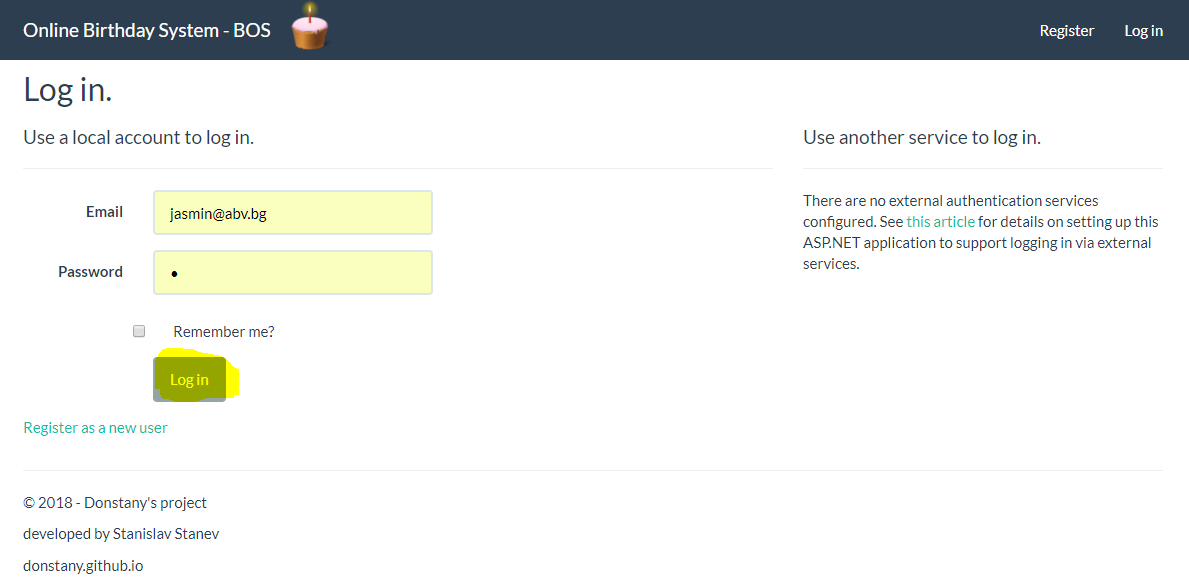 Online Birthday System - BOS
Register
Log in
Log in.
Use a local account to log in.
Email
jasmin@abv.bg
Password
•
Remember me?
Log in
Register as a new user
Use another service to log in.
There are no external authentication services
configured. See this article for details on setting up this
ASP.NET application to support logging in via external
services.
© 2018 - Donstany's project
developed by Stanislav Stanev
donstany.github.io